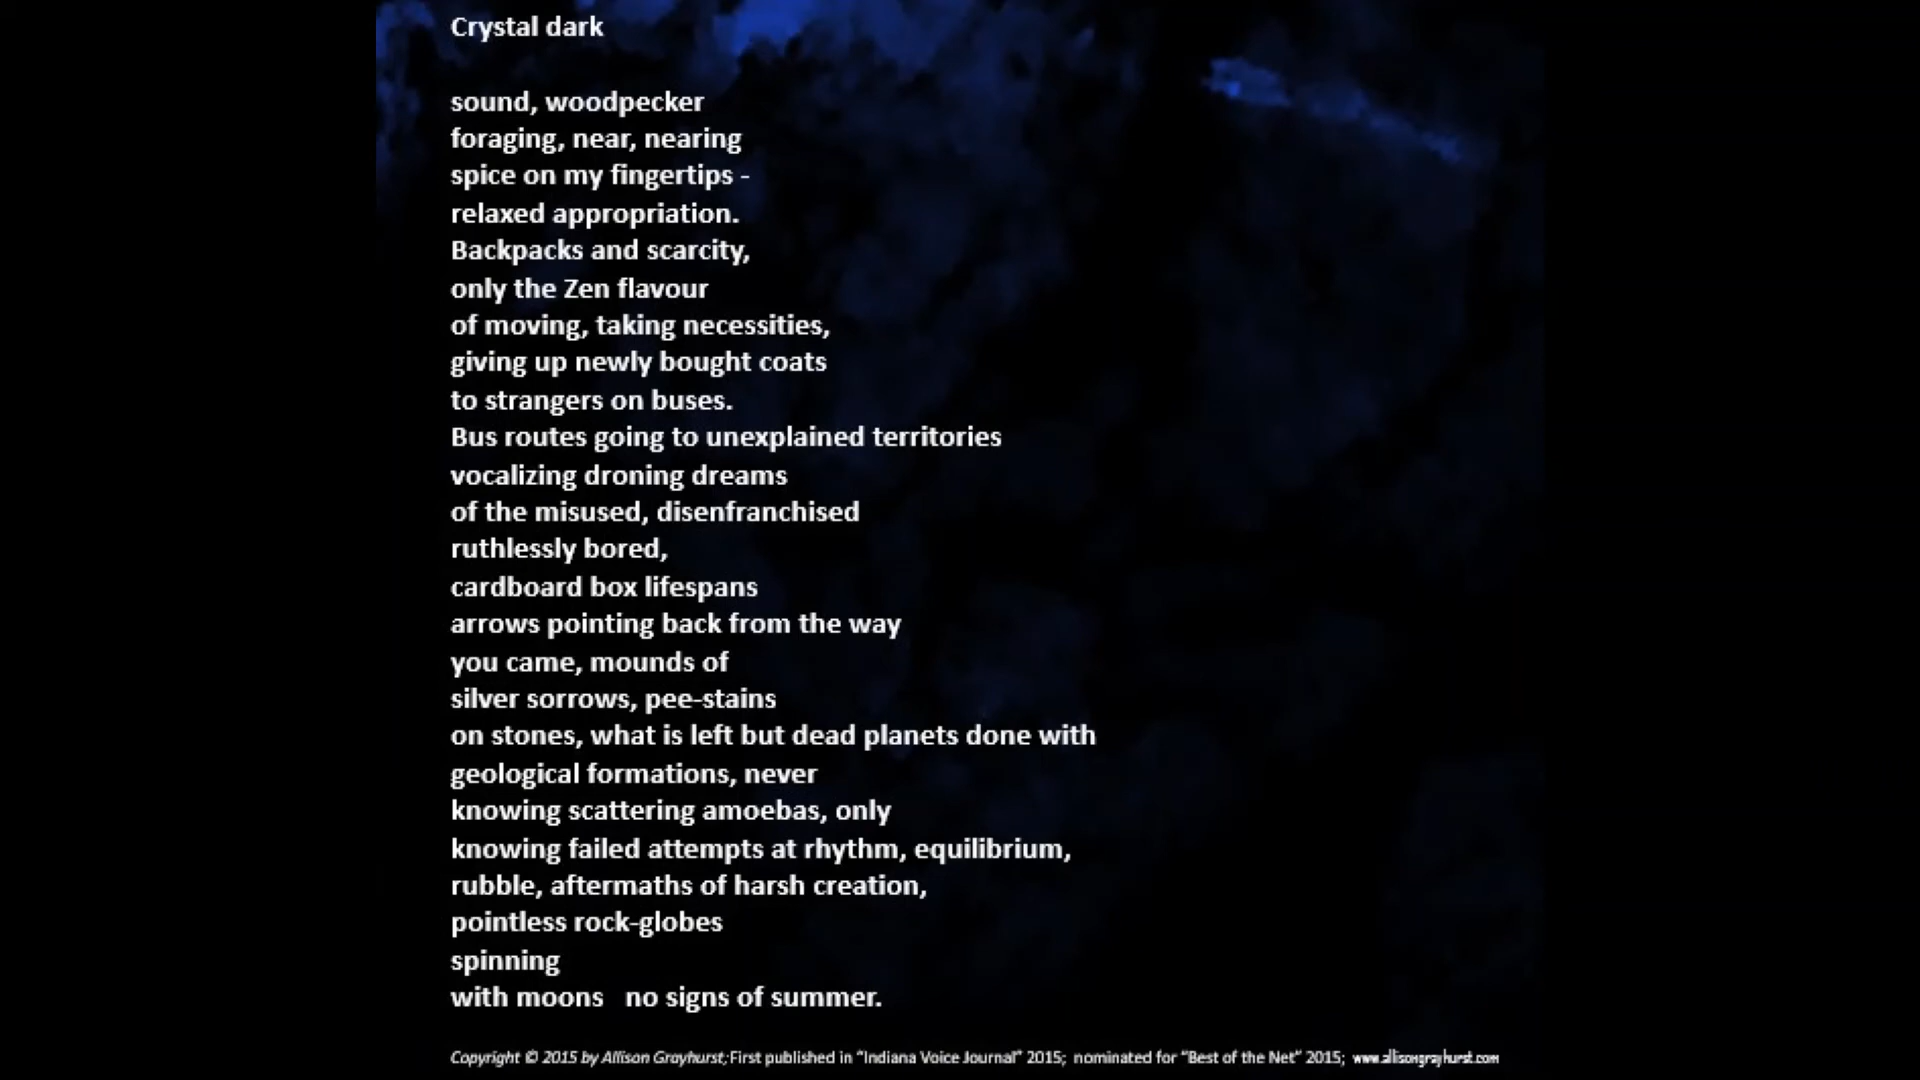 Crystal dark
sound, woodpecker
foraging, near, nearing
spice on my fingertips -
relaxed appropriation.
Backpacks and scarcity,
only the Zen flavour
of moving, taking necessities,
giving up newly bought coats
to strangers on buses.
Bus routes going to unexplained territories
vocalizing droning dreams
of the misused, disenfranchised
ruthlessly bored,
cardboard box lifespans
arrows pointing back from the way
you came, mounds of
silver sorrows, pee-stains
on stones, what is left but dead planets done with
geological formations, never
knowing scattering amoebas, only
knowing failed attempts at rhythm, equilibrium,
rubble, aftermaths of harsh creation,
pointless rock-globes
spinning
with moons   no signs of summer.
Copyright © 2015 by Allison Grayhurst; First published in “Indiana Voice Journal” 2015; nominated for “Best of the Net” 2015; www.allisongrayhurst.com